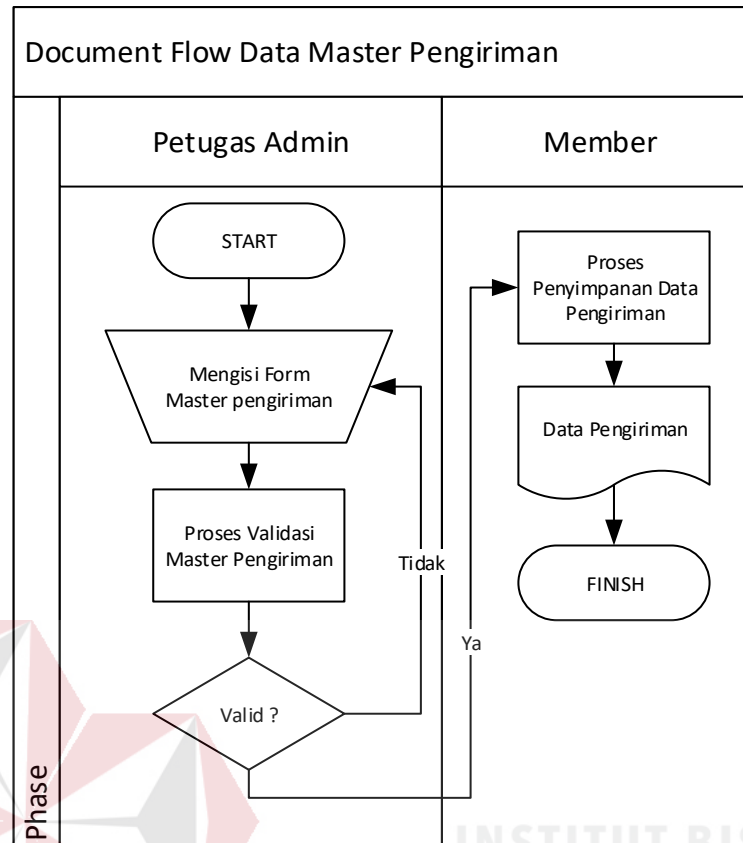 Document Flow Data Master Pengiriman
Petugas Admin
Member
START
Mengisi Form
Master pengiriman
Proses Validasi
Master Pengiriman
Valid ?
Tidak
Ya
Proses
Penyimpanan Data
Pengiriman
Data Pengiriman
FINISH
Phase
INSTITUT BIS